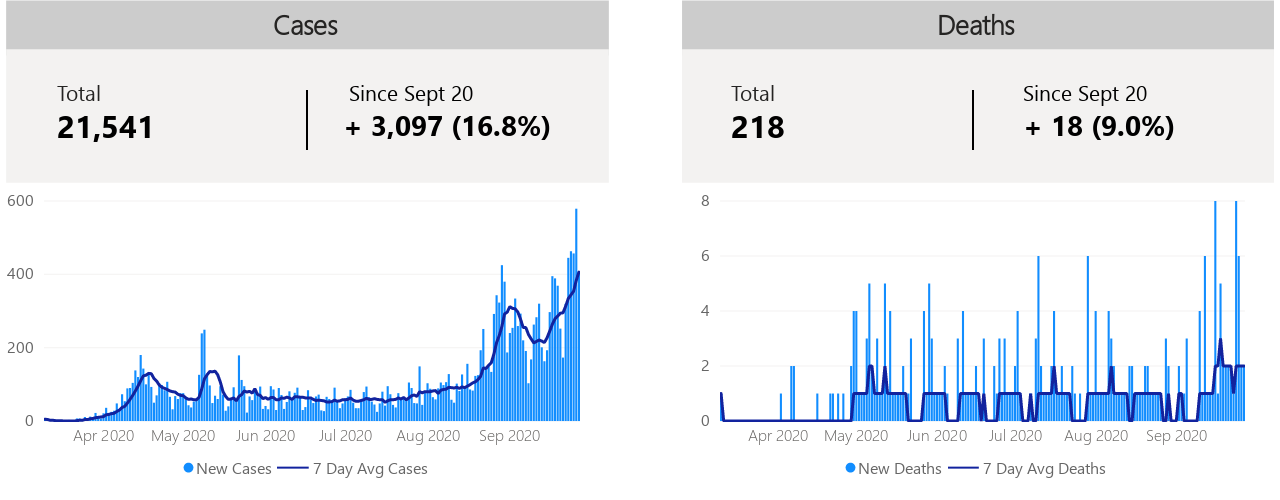 Cases
Total
21,541
Since Sept 20
+ 3,097 (16.8%)
600
400
200
0
Apr 2020 May 2020 Jun 2020 Jul 2020 Aug 2020 Sep 2020
New Cases 7 Day Avg Cases
Deaths
Total
218
Since Sept 20
+ 18 (9.0%)
8
6
4
2
0
Apr 2020 May 2020 Jun 2020 Jul 2020 Aug 2020 Sep 2020
New Deaths 7 Day Avg Deaths